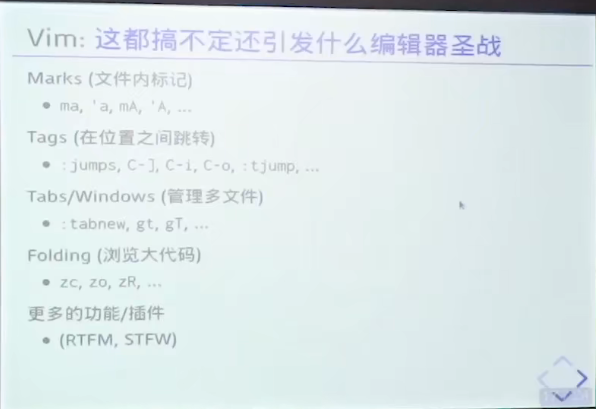 Vim: 这都搞不定还引发什么编辑器圣战
Marks (文件内标记)
• ma, 'a, mA, 'A, ...
Tags (在位置之间跳转)
• :jumps, C-], C-i, C-o, :tjump, ...
Tabs/Windows (管理多文件)
• :tabnew, gt, gT, ...
Folding (浏览大代码)
• zc, zo, zR, ...
更多的功能/插件
• (RTFM, STFW)